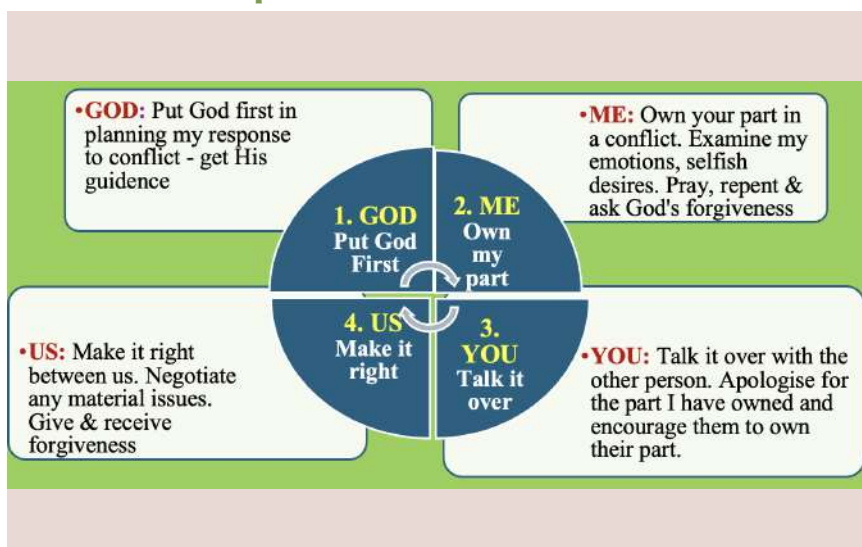 •GOD: Put God first in
planning my response
to conflict - get His
guidence
•ME: Own your part in
a conflict. Examine my
emotions, selfish
desires. Pray, repent &
ask God's forgiveness
1. GOD
Put God
First
2. ME
Own
my
part
3.
YOU
Talk it
over
4. US
Make it
right
•US: Make it right
between us. Negotiate
any material issues.
Give & receive
forgiveness
•YOU: Talk it over with the
other person. Apologise for
the part I have owned and
encourage them to own
their part.